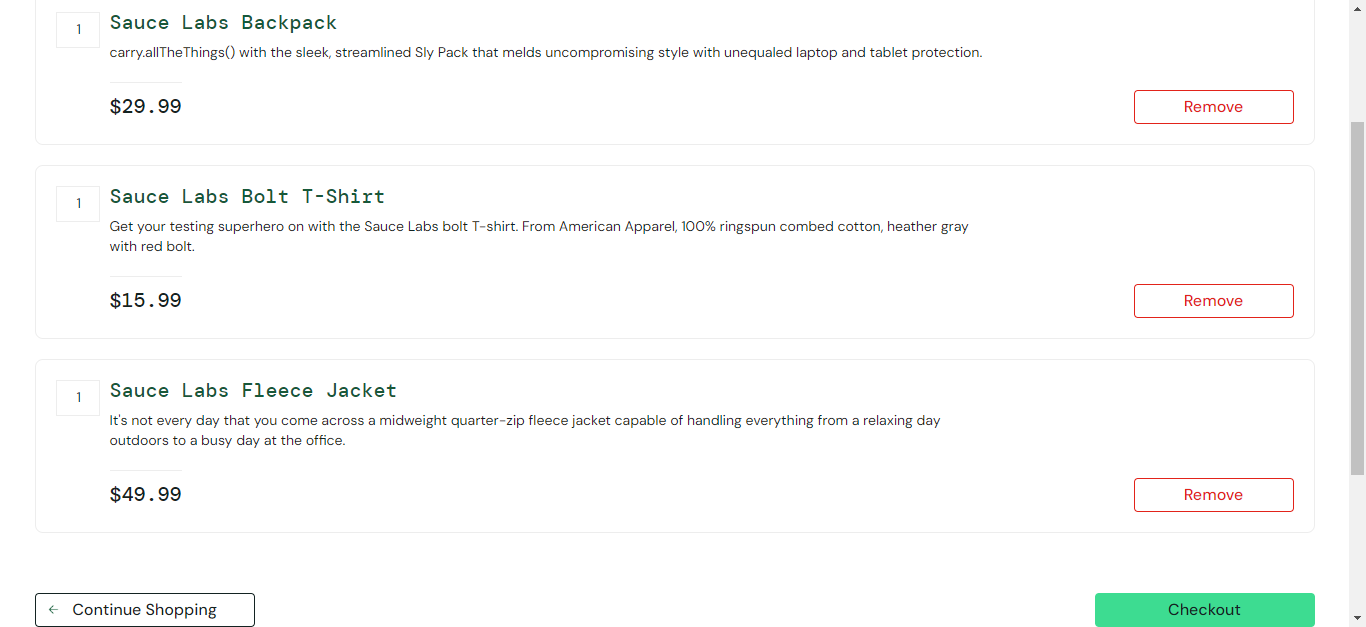 1
Sauce Labs Backpack
carry.allTheThings() with the sleek, streamlined Sly Pack that melds uncompromising style with unequaled laptop and tablet protection.
$29.99
Remove
1
Sauce Labs Bolt T-Shirt
Get your testing superhero on with the Sauce Labs bolt T-shirt. From American Apparel, 100% ringspun combed cotton, heather gray
with red bolt.
$15.99
Remove
1
Sauce Labs Fleece Jacket
It's not every day that you come across a midweight quarter-zip fleece jacket capable of handling everything from a relaxing day
outdoors to a busy day at the office.
$49.99
Remove
Continue Shopping
Checkout